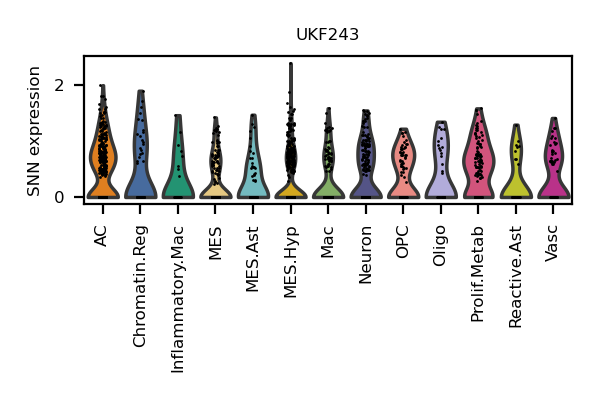 UKF243
SNN expression
2
0
AC
Chromatin.Reg
Inflammatory.Mac
MES
MES.Ast
MES.Hyp
Mac
Neuron
OPC
Oligo
Prolif.Metab
Reactive.Ast
Vasc